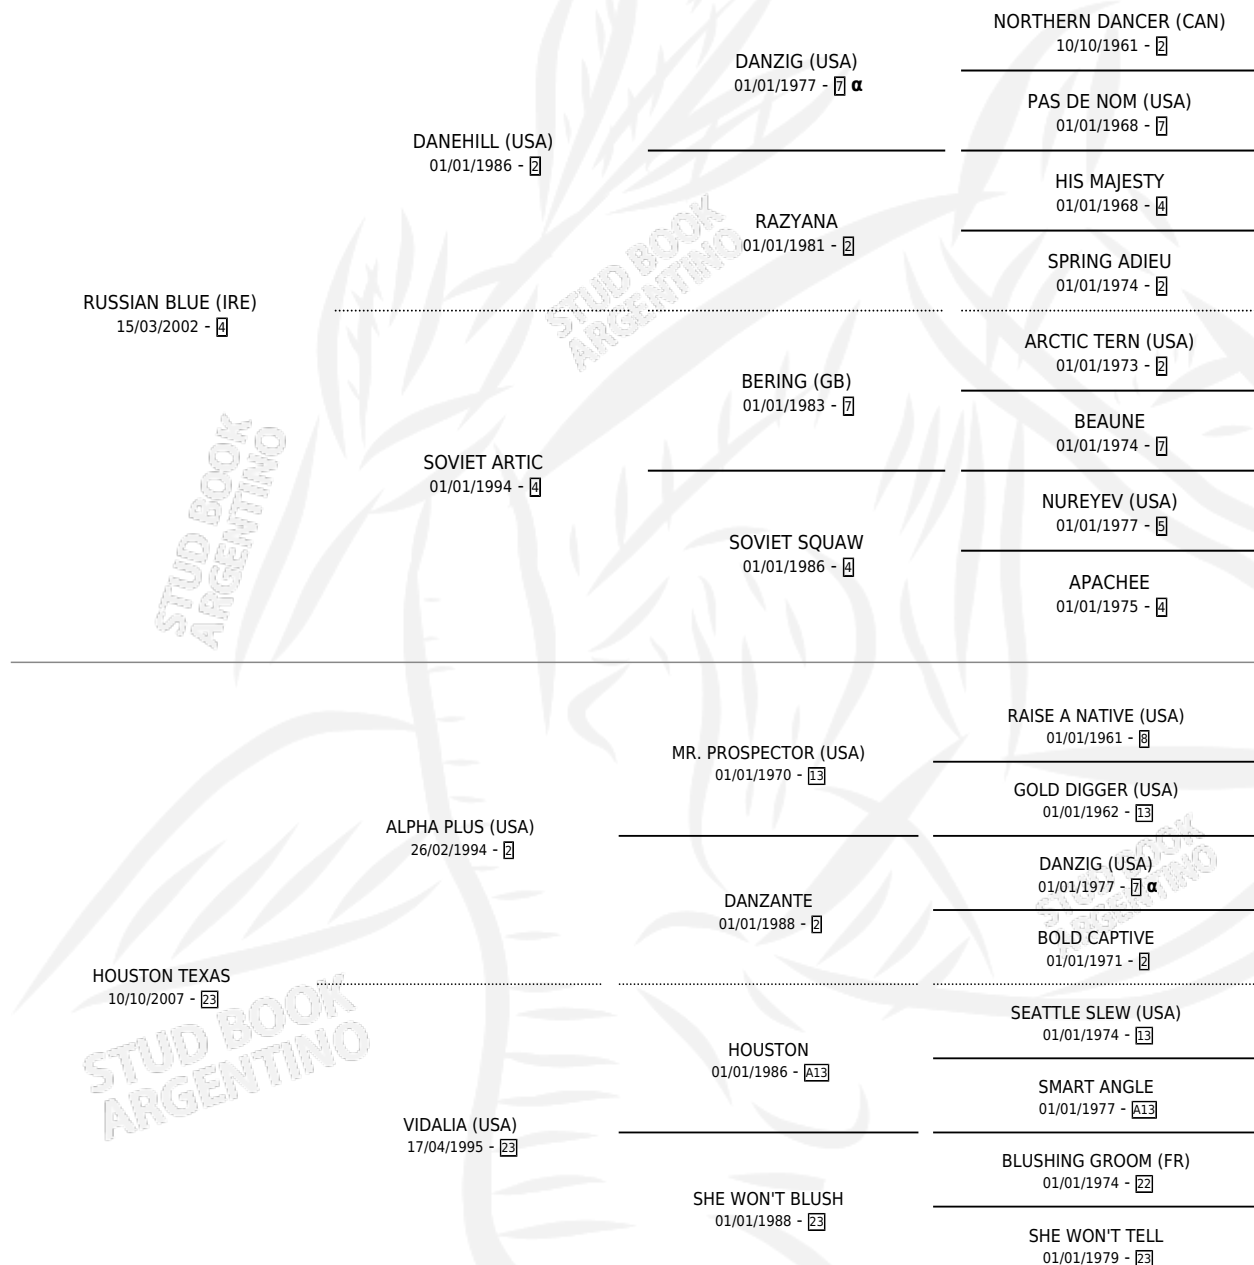 NORTHERN DANCER (CAN)
10/10/1961 - 2
DANZIG (USA)
01/01/1977 - 7 α
PAS DE NOM (USA)
01/01/1968 - 7
DANEHILL (USA)
01/01/1986 - 2
HIS MAJESTY
01/01/1968 - 4
RAZYANA
01/01/1981 - 2
SPRING ADIEU
01/01/1974 - 2
RUSSIAN BLUE (IRE)
15/03/2002 - 4
ARCTIC TERN (USA)
01/01/1973 - 2
BERING (GB)
01/01/1983 - 7
BEAUNE
01/01/1974 - 7
SOVIET ARTIC
01/01/1994 - 4
NUREYEV (USA)
01/01/1977 - 5
SOVIET SQUAW
01/01/1986 - 4
APACHEE
01/01/1975 - 4
RAISE A NATIVE (USA)
01/01/1961 - 8
MR. PROSPECTOR (USA)
01/01/1970 - 13
GOLD DIGGER (USA)
01/01/1962 - 13
ALPHA PLUS (USA)
26/02/1994 - 2
DANZIG (USA)
01/01/1977 - 7 α
DANZANTE
01/01/1988 - 2
BOLD CAPTIVE
01/01/1971 - 2
HOUSTON TEXAS
10/10/2007 - 23
SEATTLE SLEW (USA)
01/01/1974 - 13
HOUSTON
01/01/1986 - A13
SMART ANGLE
01/01/1977 - A13
VIDALIA (USA)
17/04/1995 - 23
BLUSHING GROOM (FR)
01/01/1974 - 22
SHE WON'T BLUSH
01/01/1988 - 23
SHE WON'T TELL
01/01/1979 - 23
STUD BOOK
ARGENTINO
STUD BOOK
ARGENTINO
STUD BOOK
ARGENTINO
STUD BOOK
ARGENTINO